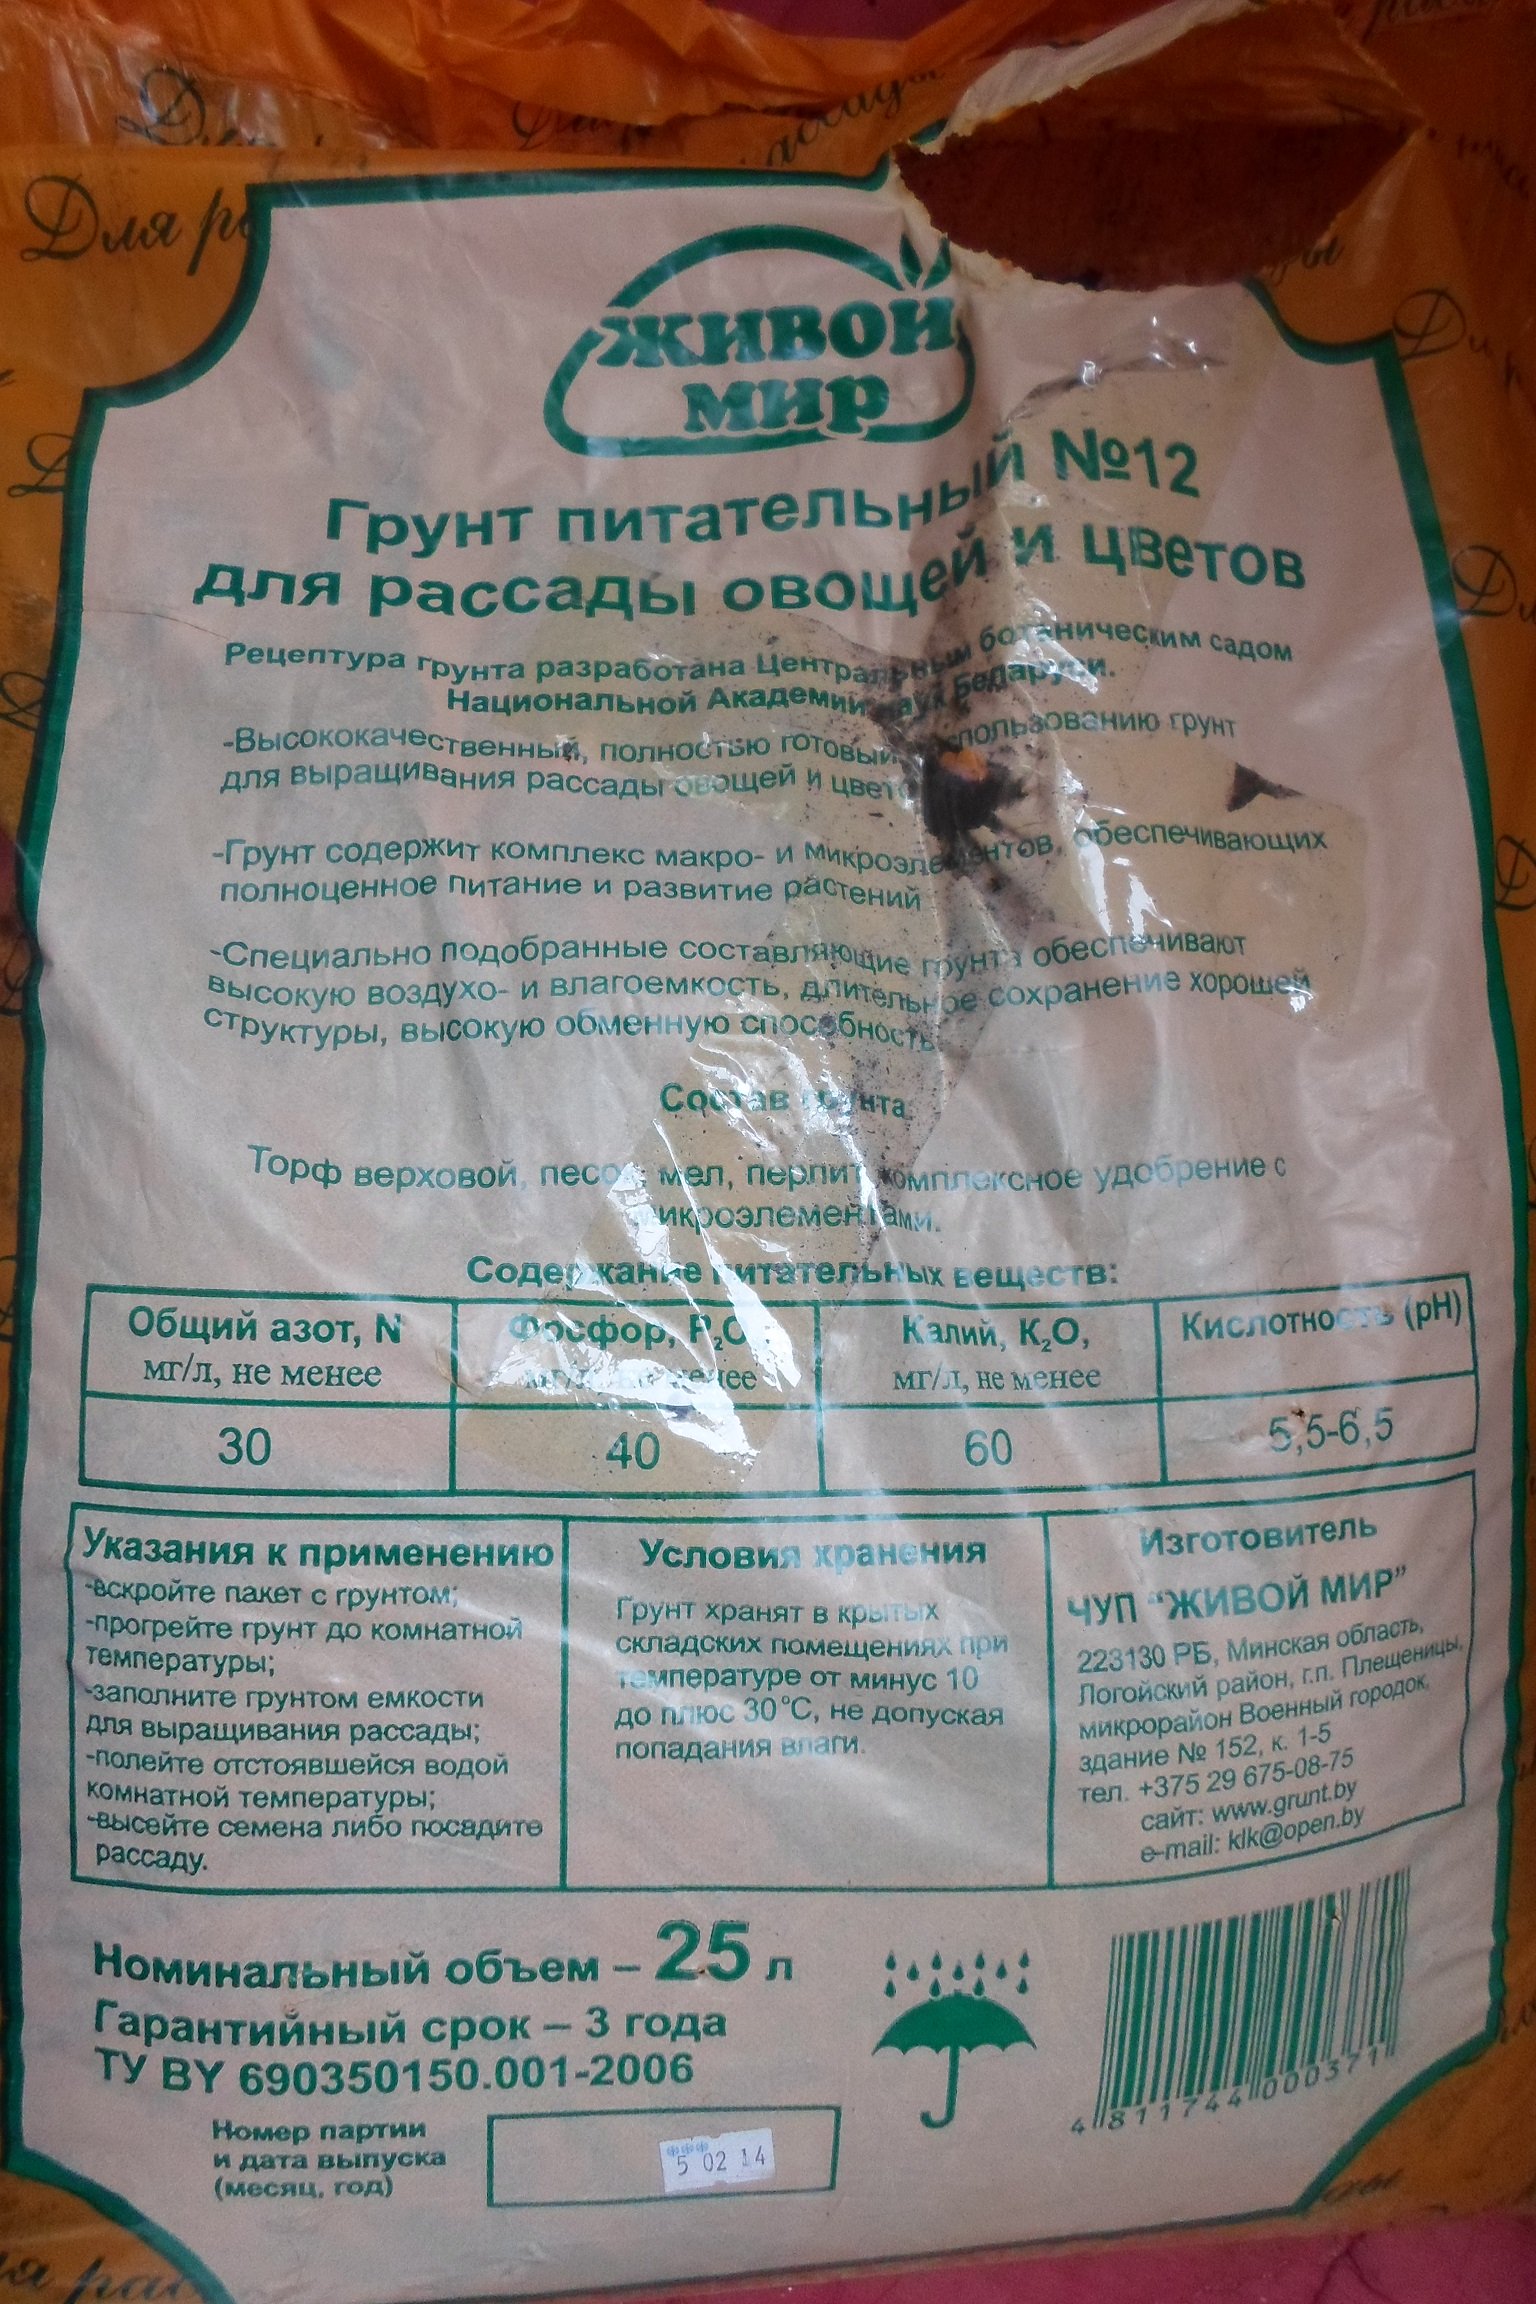 Для ра
живой
мир
Грунт питательный №12
для рассады овощей и цветов
Рецептура грунта разработана Центральным ботаническим садом
Национальной Академии наук Беларуси.
-Высококачественный, полностью готовый использованию грунт
для выращивания рассады овощей и цвето
-Грунт содержит комплекс макро- и микроэлементов, обеспечивающих
полноценное питание и развитие растений
-Специально подобранные составляющие грунта обеспечивают
высокую воздухо- и влагоемкость, длительное сохранение хорошей
структуры, высокую обменную способность
Состав грунта
Торф верховой, песок, мел, перлит комплексное удобрение с
микроэлементами.
Содержание питательных веществ:
Общий азот, N Фосфор, P₂O Калий, K₂O, Кислотность (pH)
мг/л, не менее мг/л, не менее мг/л, не менее
30 40 60 5,5-6,5
Указания к применению
-вскройте пакет с грунтом;
-прогрейте грунт до комнатной
температуры;
-заполните грунтом емкости
для выращивания рассады;
-полейте отстоявшейся водой
комнатной температуры;
-высейте семена либо посадите
рассаду.
Условия хранения
Грунт хранят в крытых
складских помещениях при
температуре от минус 10
до плюс 30°С, не допуская
попадания влаги.
Изготовитель
ЧУП "ЖИВОЙ МИР"
223130 РБ, Минская область,
Логойский район, г.п. Плещеницы,
микрорайон Военный городок,
здание № 152, к. 1-5
тел. +375 29 675-08-75
сайт: www.grunt.by
e-mail: klk@open.by
Номинальный объем – 25 л
Гарантийный срок – 3 года
ТУ BY 690350150.001-2006
Номер партии
и дата выпуска
(месяц, год)
5 02 14
4 811744 000371